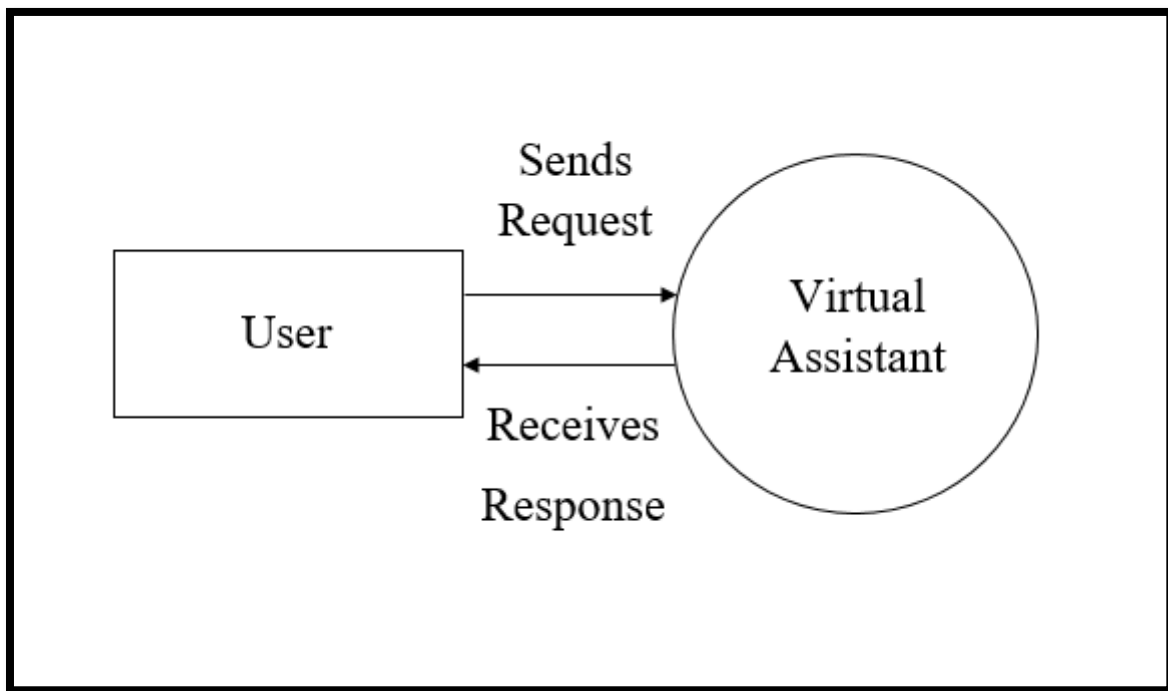 Sends
Request
User
Virtual
Assistant
Receives
Response